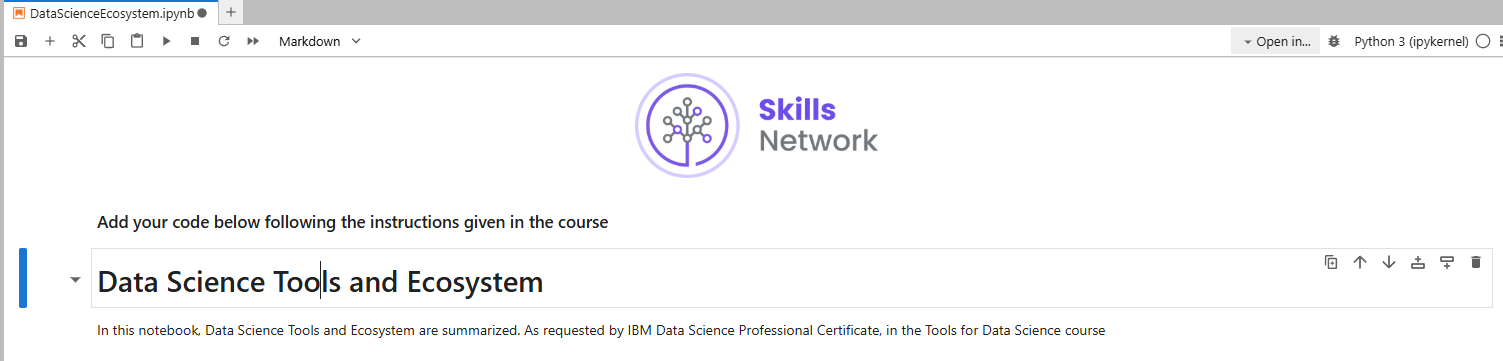 DataScienceEcosystem.ipynb
Markdown
Open in...
Python 3 (ipykernel)
Skills
Network
Add your code below following the instructions given in the course
Data Science Tools and Ecosystem
In this notebook, Data Science Tools and Ecosystem are summarized. As requested by IBM Data Science Professional Certificate, in the Tools for Data Science course